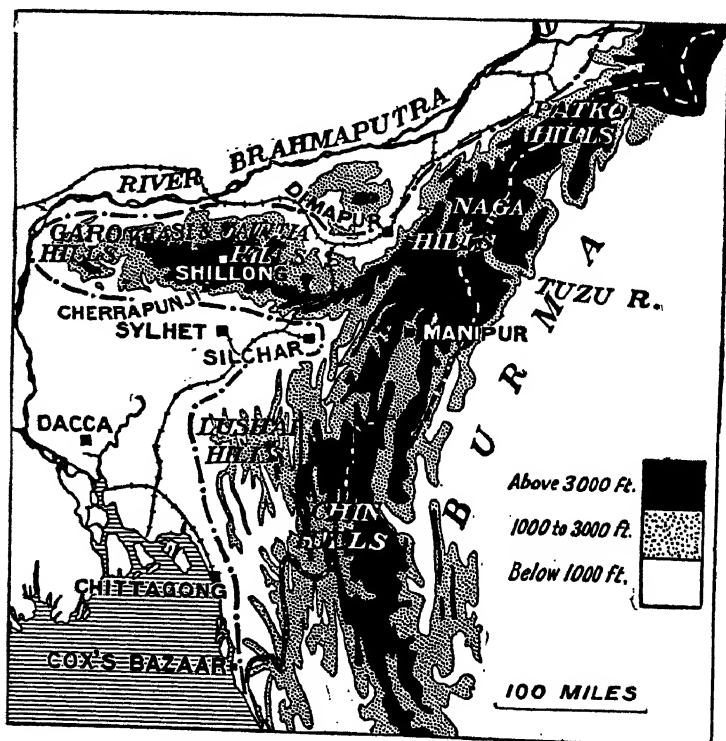 BRAHMAPUTRA
RIVER
PATKO
HILLS
DIMAPUR
NAGA
HILLS
GARO
HILLS
KHASI & JAINTIA
HILLS
SHILLONG
CHERRAPUNJI
SYLHET
SILCHAR
MANIPUR
TUZU R.
BURMA
DACCA
LUSHAI
HILLS
CHIN
HILLS
CHITTAGONG
COX'S BAZAAR
Above 3000 ft.
1000 to 3000 ft.
Below 1000 ft.
100 MILES